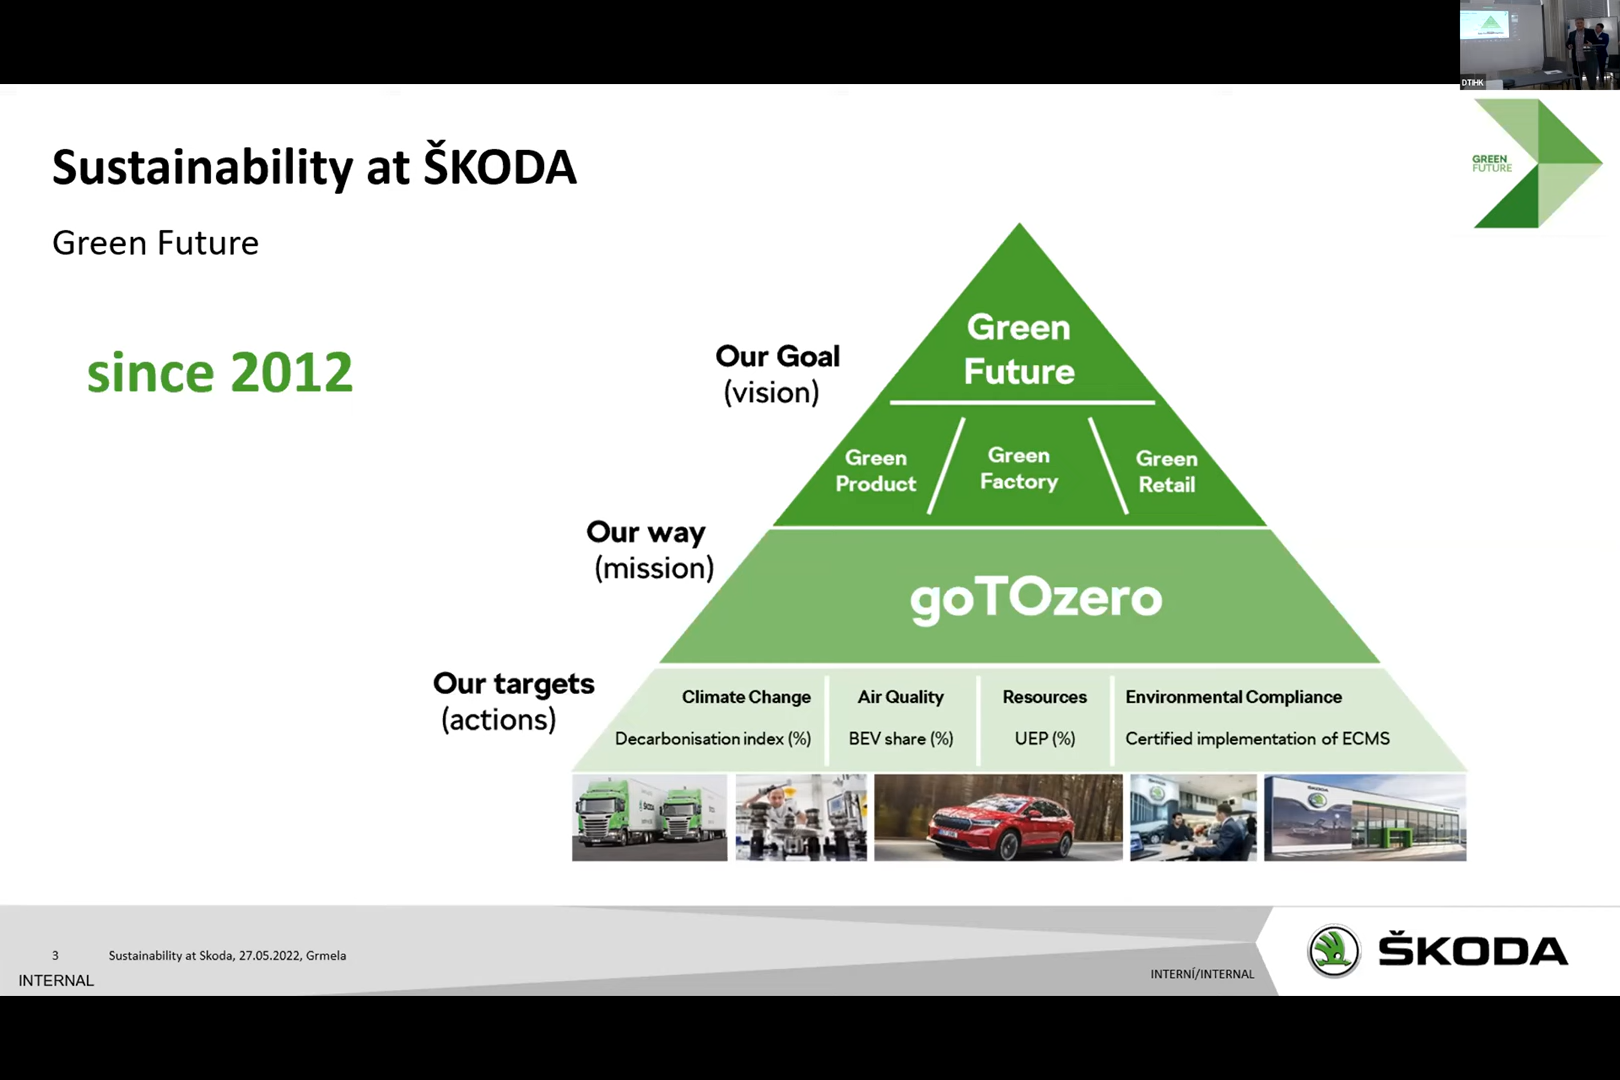 DTIHK
GREEN
FUTURE
Sustainability at ŠKODA
Green Future
since 2012
Our Goal
(vision)
Green
Future
Green
Product
Green
Factory
Green
Retail
Our way
(mission)
goTOzero
Our targets
(actions)
Climate Change
Decarbonisation index (%)
Air Quality
BEV share (%)
Resources
UEP (%)
Environmental Compliance
Certified implementation of ECMS
ŠKODA
3
Sustainability at Skoda, 27.05.2022, Grmela
INTERNAL
INTERNÍ/INTERNAL
ŠKODA